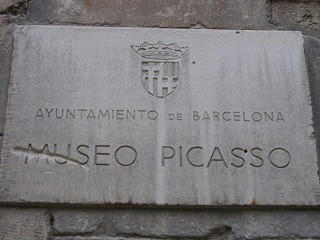 AYUNTAMIENTO DE BARCELONA
MUSEO PICASSO